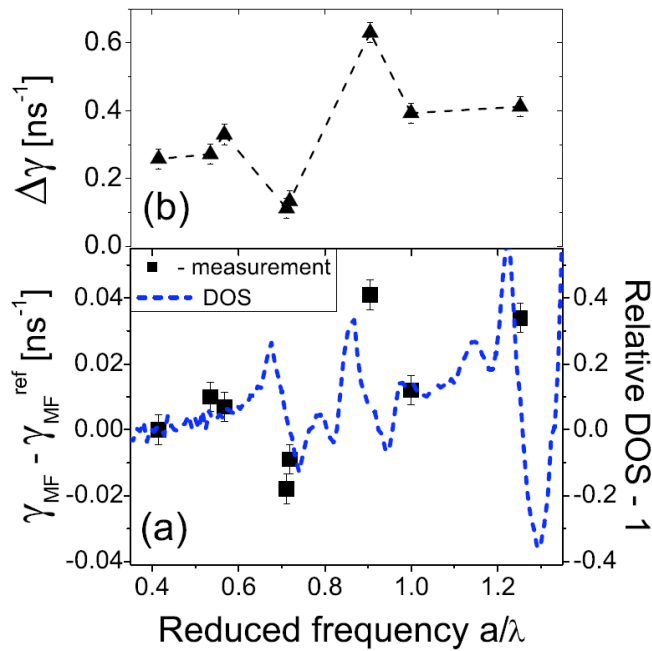 0.6
0.4
0.2
0.0
Δγ [ns⁻¹]
(b)
■ - measurement
DOS
0.04
0.02
0.00
-0.02
-0.04
γ_MF - γ_MF^ref [ns⁻¹]
0.4
0.2
0.0
-0.2
-0.4
Relative DOS - 1
(a)
0.4 0.6 0.8 1.0 1.2
Reduced frequency a/λ